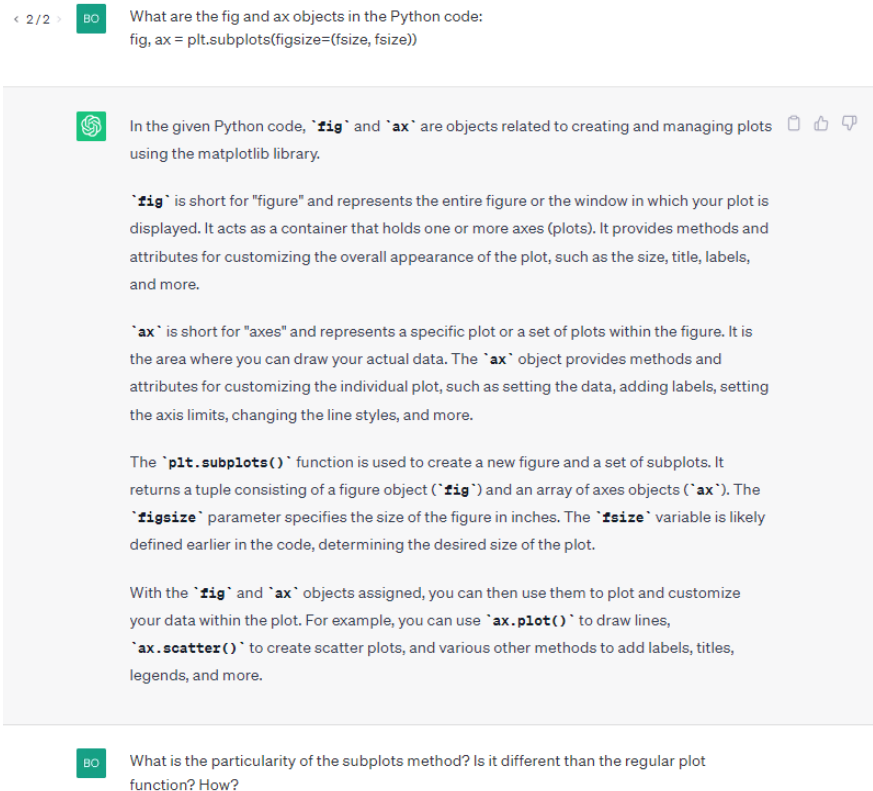 < 2/2 >
BO
What are the fig and ax objects in the Python code:
fig, ax = plt.subplots(figsize=(fsize, fsize))
In the given Python code, `fig` and `ax` are objects related to creating and managing plots
using the matplotlib library.
`fig` is short for "figure" and represents the entire figure or the window in which your plot is
displayed. It acts as a container that holds one or more axes (plots). It provides methods and
attributes for customizing the overall appearance of the plot, such as the size, title, labels,
and more.
`ax` is short for "axes" and represents a specific plot or a set of plots within the figure. It is
the area where you can draw your actual data. The `ax` object provides methods and
attributes for customizing the individual plot, such as setting the data, adding labels, setting
the axis limits, changing the line styles, and more.
The `plt.subplots()` function is used to create a new figure and a set of subplots. It
returns a tuple consisting of a figure object (`fig`) and an array of axes objects (`ax`). The
`figsize` parameter specifies the size of the figure in inches. The `fsize` variable is likely
defined earlier in the code, determining the desired size of the plot.
With the `fig` and `ax` objects assigned, you can then use them to plot and customize
your data within the plot. For example, you can use `ax.plot()` to draw lines,
`ax.scatter()` to create scatter plots, and various other methods to add labels, titles,
legends, and more.
BO
What is the particularity of the subplots method? Is it different than the regular plot
function? How?